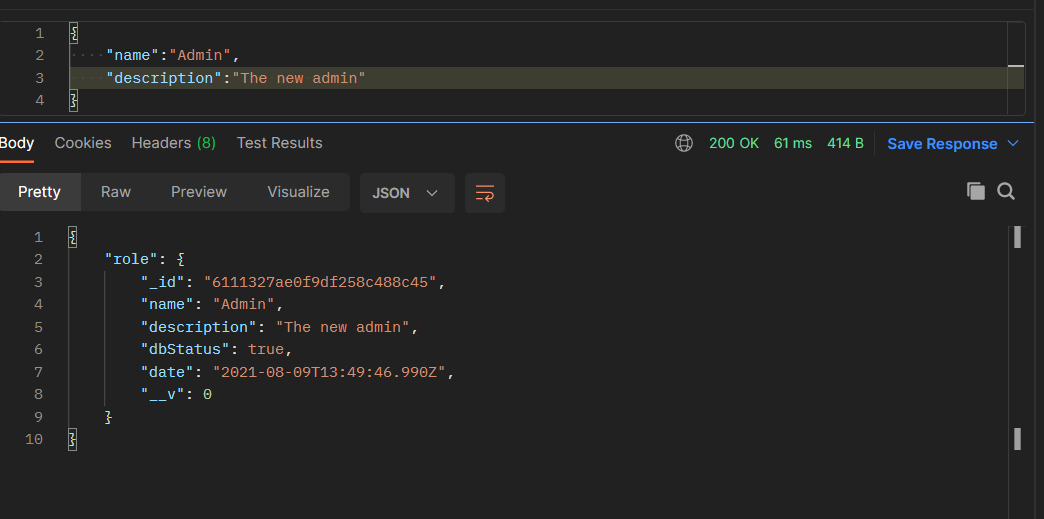 1 {
2 "name":"Admin",
3 "description":"The new admin"
4 }
Body Cookies Headers (8) Test Results 200 OK 61 ms 414 B Save Response
Pretty Raw Preview Visualize JSON
1 {
2 "role": {
3 "_id": "6111327ae0f9df258c488c45",
4 "name": "Admin",
5 "description": "The new admin",
6 "dbStatus": true,
7 "date": "2021-08-09T13:49:46.990Z",
8 "__v": 0
9 }
10 }